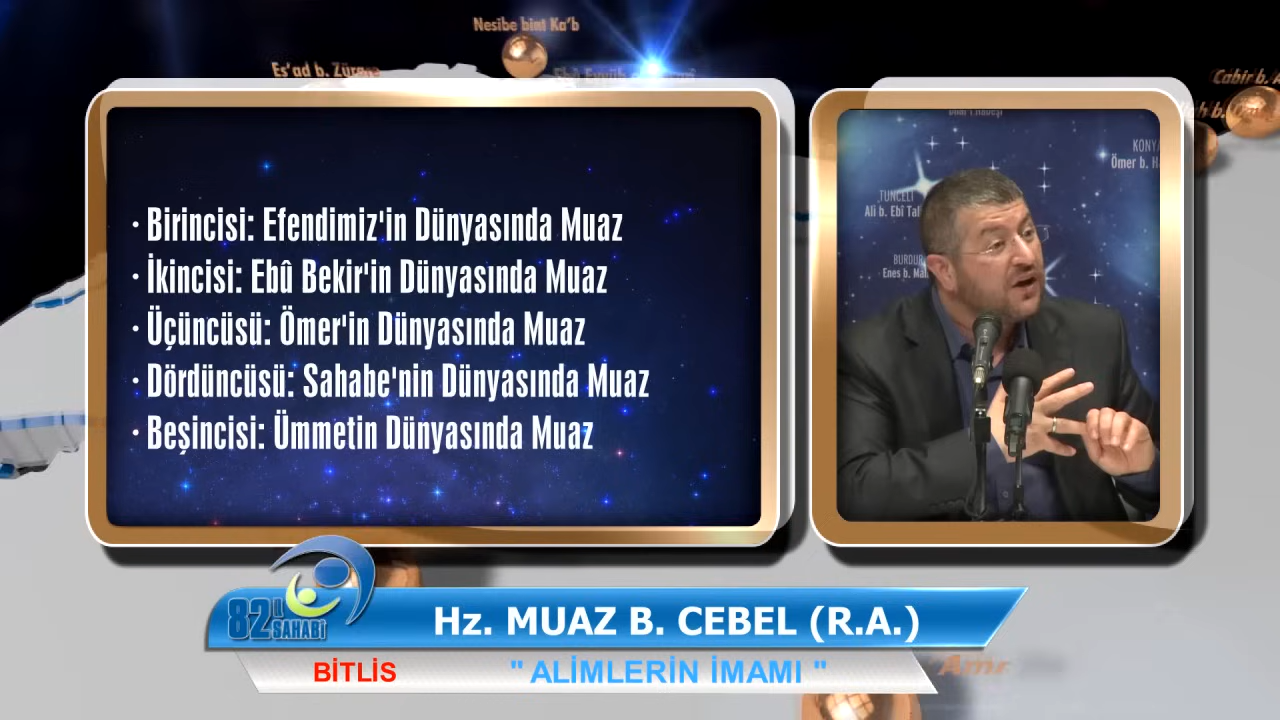 Nesibe bint Ka'b
Es'ad b. Zürare
Cabir b. A
· Birincisi: Efendimiz'in Dünyasında Muaz
· İkincisi: Ebû Bekir'in Dünyasında Muaz
· Üçüncüsü: Ömer'in Dünyasında Muaz
· Dördüncüsü: Sahabe'nin Dünyasında Muaz
· Beşincisi: Ümmetin Dünyasında Muaz
KONYA
Ömer b. H
TUNCELİ
Ali b. Ebî Tal
BURDUR
Enes b. Mal
82 İL
SAHABİ
Hz. MUAZ B. CEBEL (R.A.)
BİTLİS
" ALİMLERİN İMAMI "
Amr